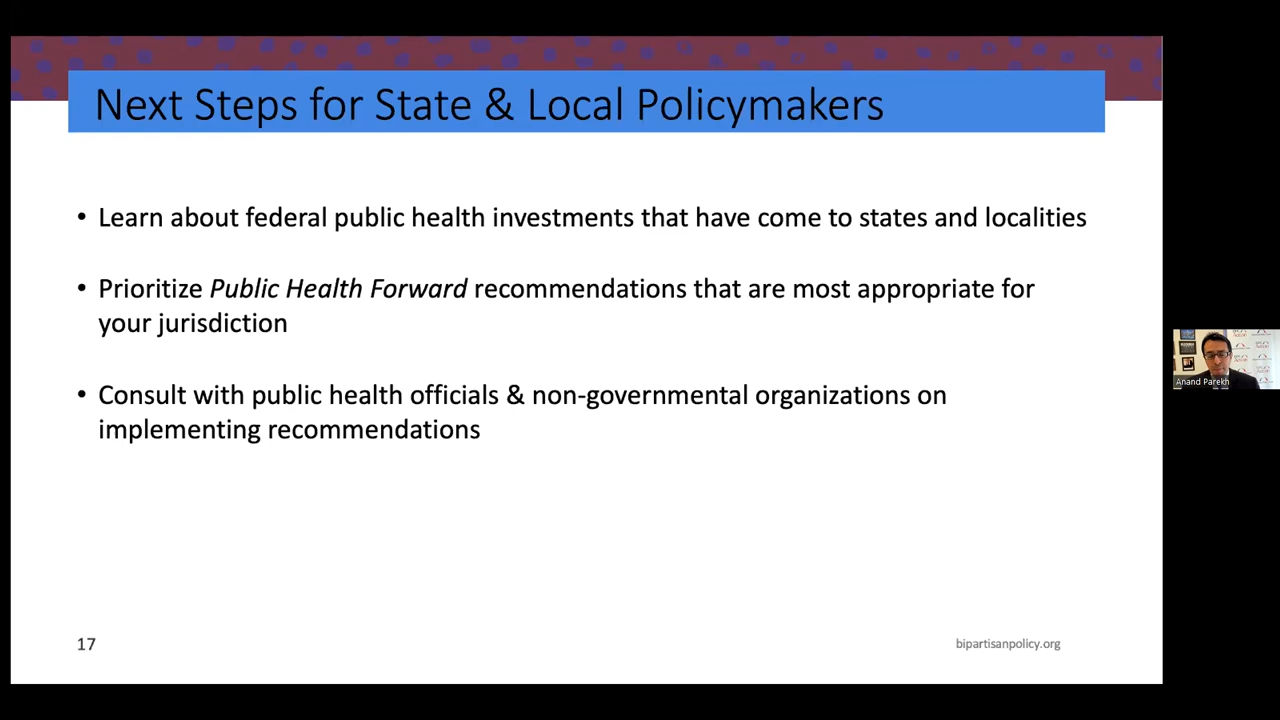 Next Steps for State & Local Policymakers
• Learn about federal public health investments that have come to states and localities
• Prioritize Public Health Forward recommendations that are most appropriate for
your jurisdiction
• Consult with public health officials & non-governmental organizations on
implementing recommendations
17
bipartisanpolicy.org
Anand Parekh